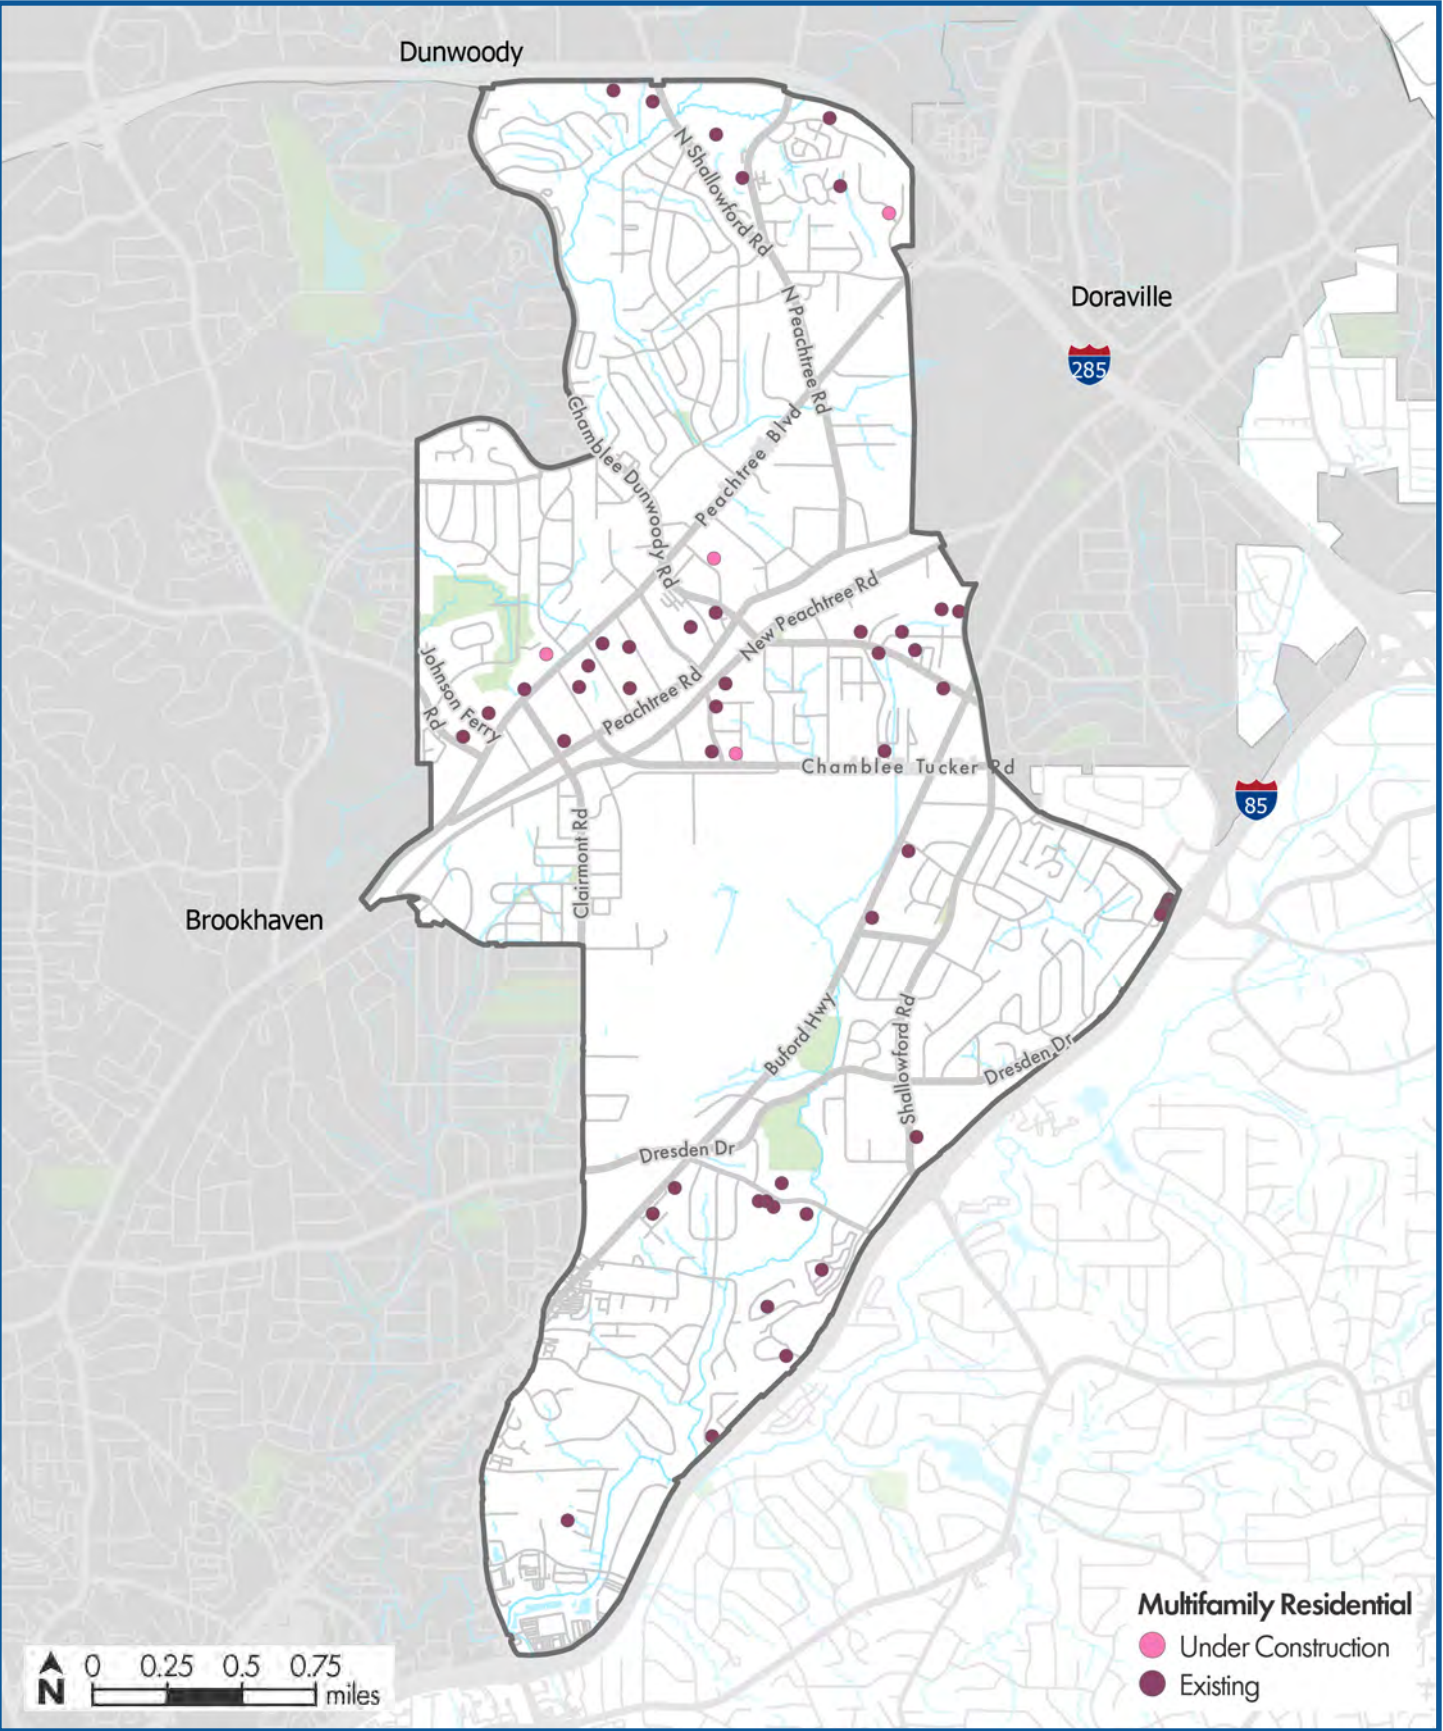 Dunwoody
N Shallowford Rd
Doraville
N Peachtree Rd
285
Chamblee Dunwoody Rd
Peachtree Blvd
New Peachtree Rd
Johnson Ferry
Rd
Peachtree Rd
Chamblee Tucker Rd
85
Clairmont Rd
Brookhaven
Buford Hwy
Shallowford Rd
Dresden Dr
Dresden Dr
Multifamily Residential
Under Construction
Existing
N
0 0.25 0.5 0.75
miles